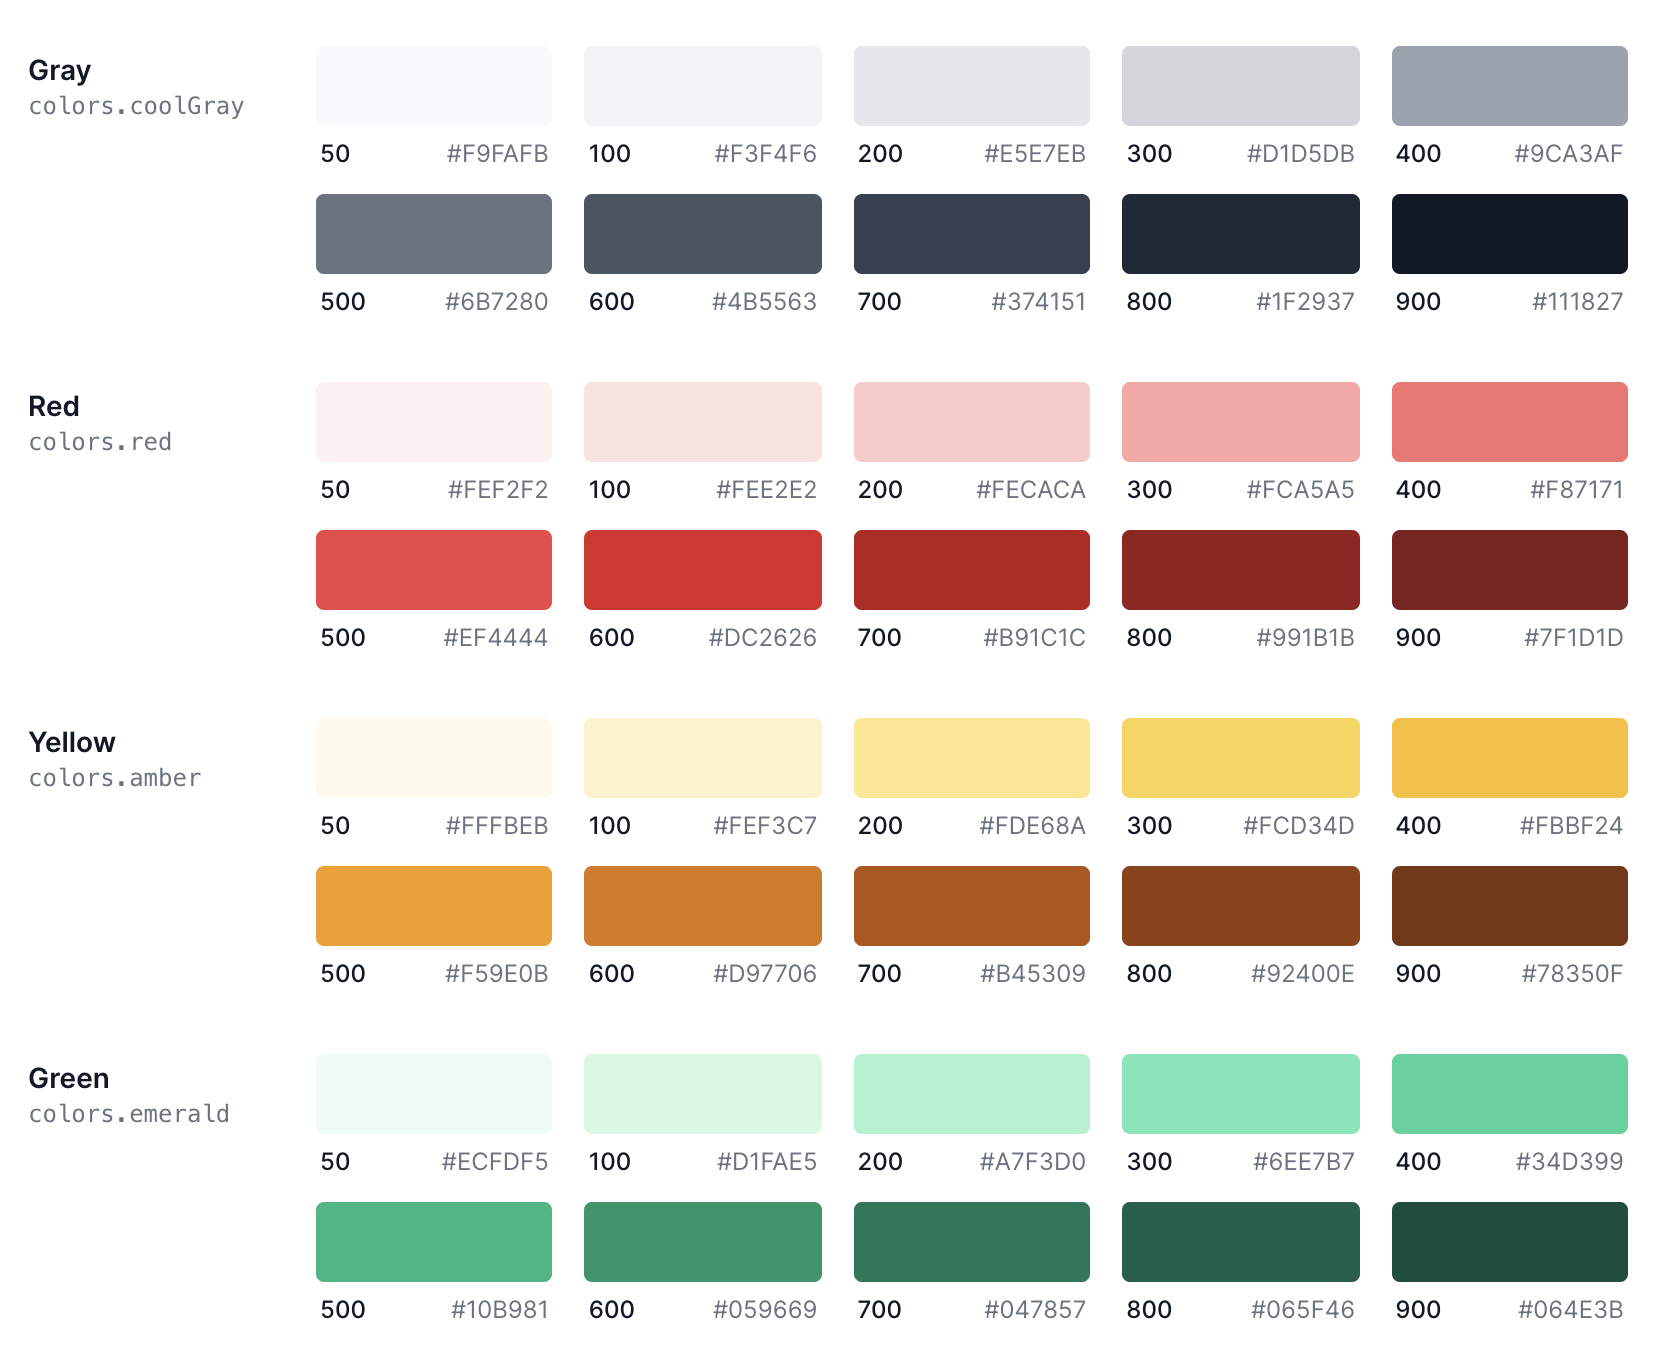 Gray
colors.coolGray
50 #F9FAFB 100 #F3F4F6 200 #E5E7EB 300 #D1D5DB 400 #9CA3AF
500 #6B7280 600 #4B5563 700 #374151 800 #1F2937 900 #111827
Red
colors.red
50 #FEF2F2 100 #FEE2E2 200 #FECACA 300 #FCA5A5 400 #F87171
500 #EF4444 600 #DC2626 700 #B91C1C 800 #991B1B 900 #7F1D1D
Yellow
colors.amber
50 #FFFBEB 100 #FEF3C7 200 #FDE68A 300 #FCD34D 400 #FBBF24
500 #F59E0B 600 #D97706 700 #B45309 800 #92400E 900 #78350F
Green
colors.emerald
50 #ECFDF5 100 #D1FAE5 200 #A7F3D0 300 #6EE7B7 400 #34D399
500 #10B981 600 #059669 700 #047857 800 #065F46 900 #064E3B